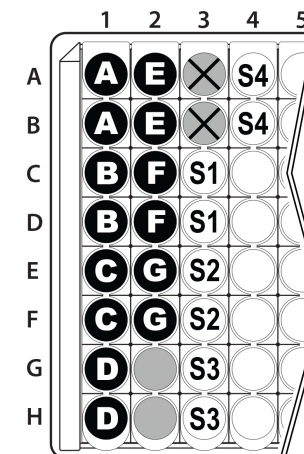 1 2 3 4 5
A A E S4
B A E S4
C B F S1
D B F S1
E C G S2
F C G S2
G D S3
H D S3